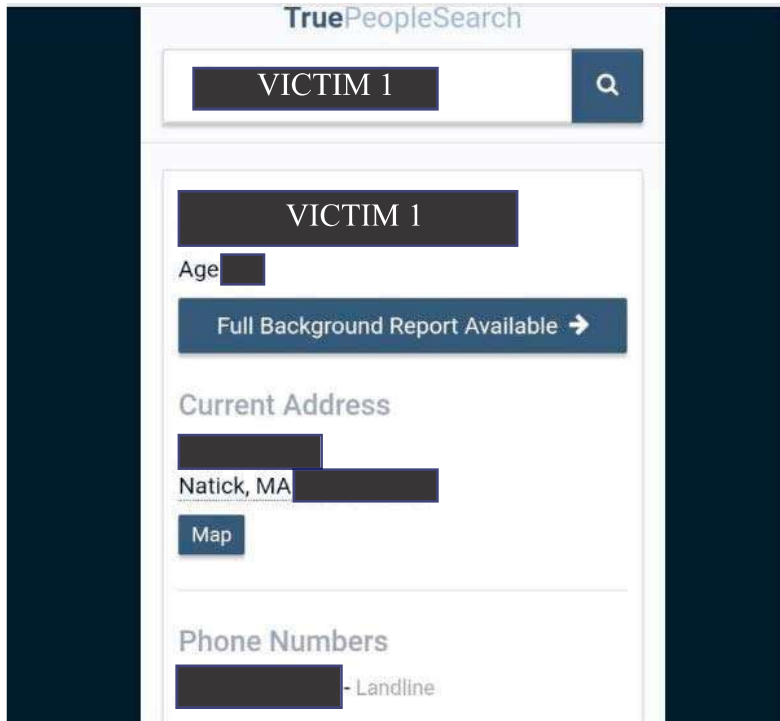 TruePeopleSearch
VICTIM 1
VICTIM 1
Age
Full Background Report Available
Current Address
Natick, MA
Map
Phone Numbers
- Landline